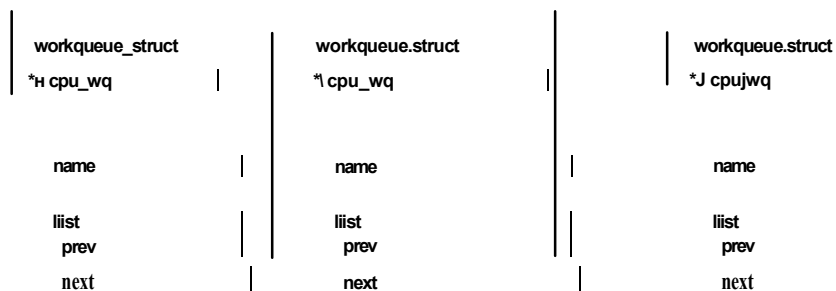 workqueue_struct workqueue.struct workqueue.struct
*н cpu_wq *\ cpu_wq *J cpujwq
name name name
liist liist liist
prev prev prev
next next next